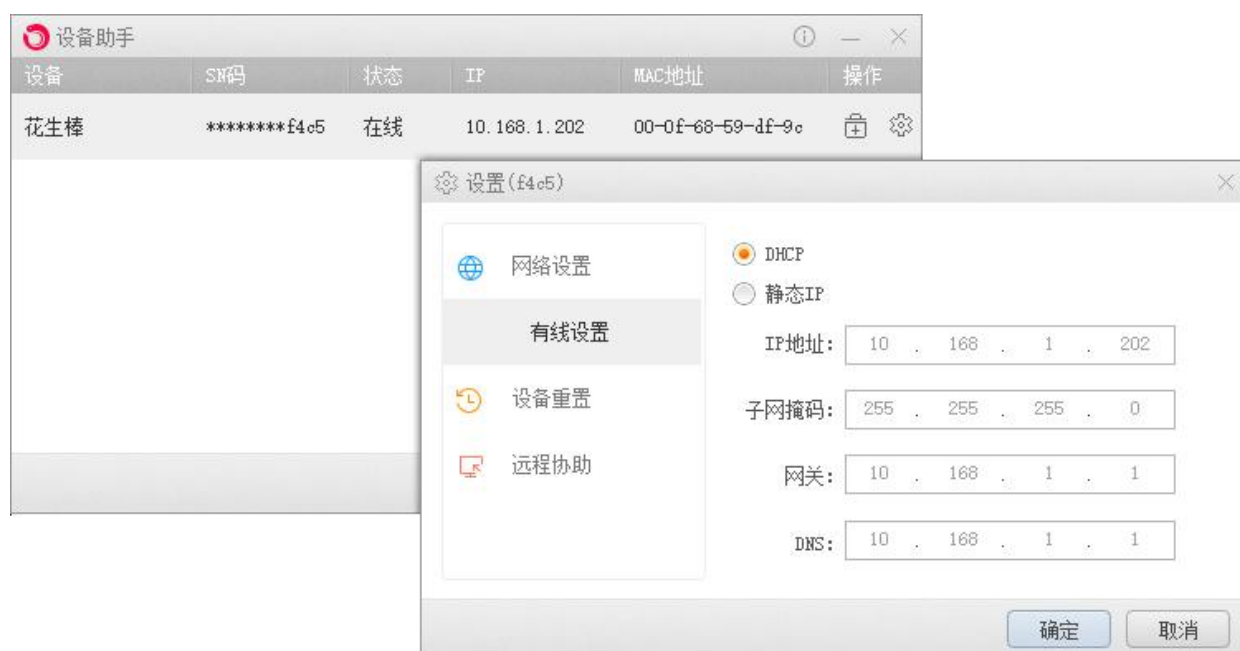 设备助手
设备 SN码 状态 IP MAC地址 操作
花生棒 ********f4c5 在线 10.168.1.202 00-0f-68-59-df-9c
设置(f4c5)
网络设置
有线设置
设备重置
远程协助
DHCP
静态IP
IP地址: 10 . 168 . 1 . 202
子网掩码: 255 . 255 . 255 . 0
网关: 10 . 168 . 1 . 1
DNS: 10 . 168 . 1 . 1
确定 取消